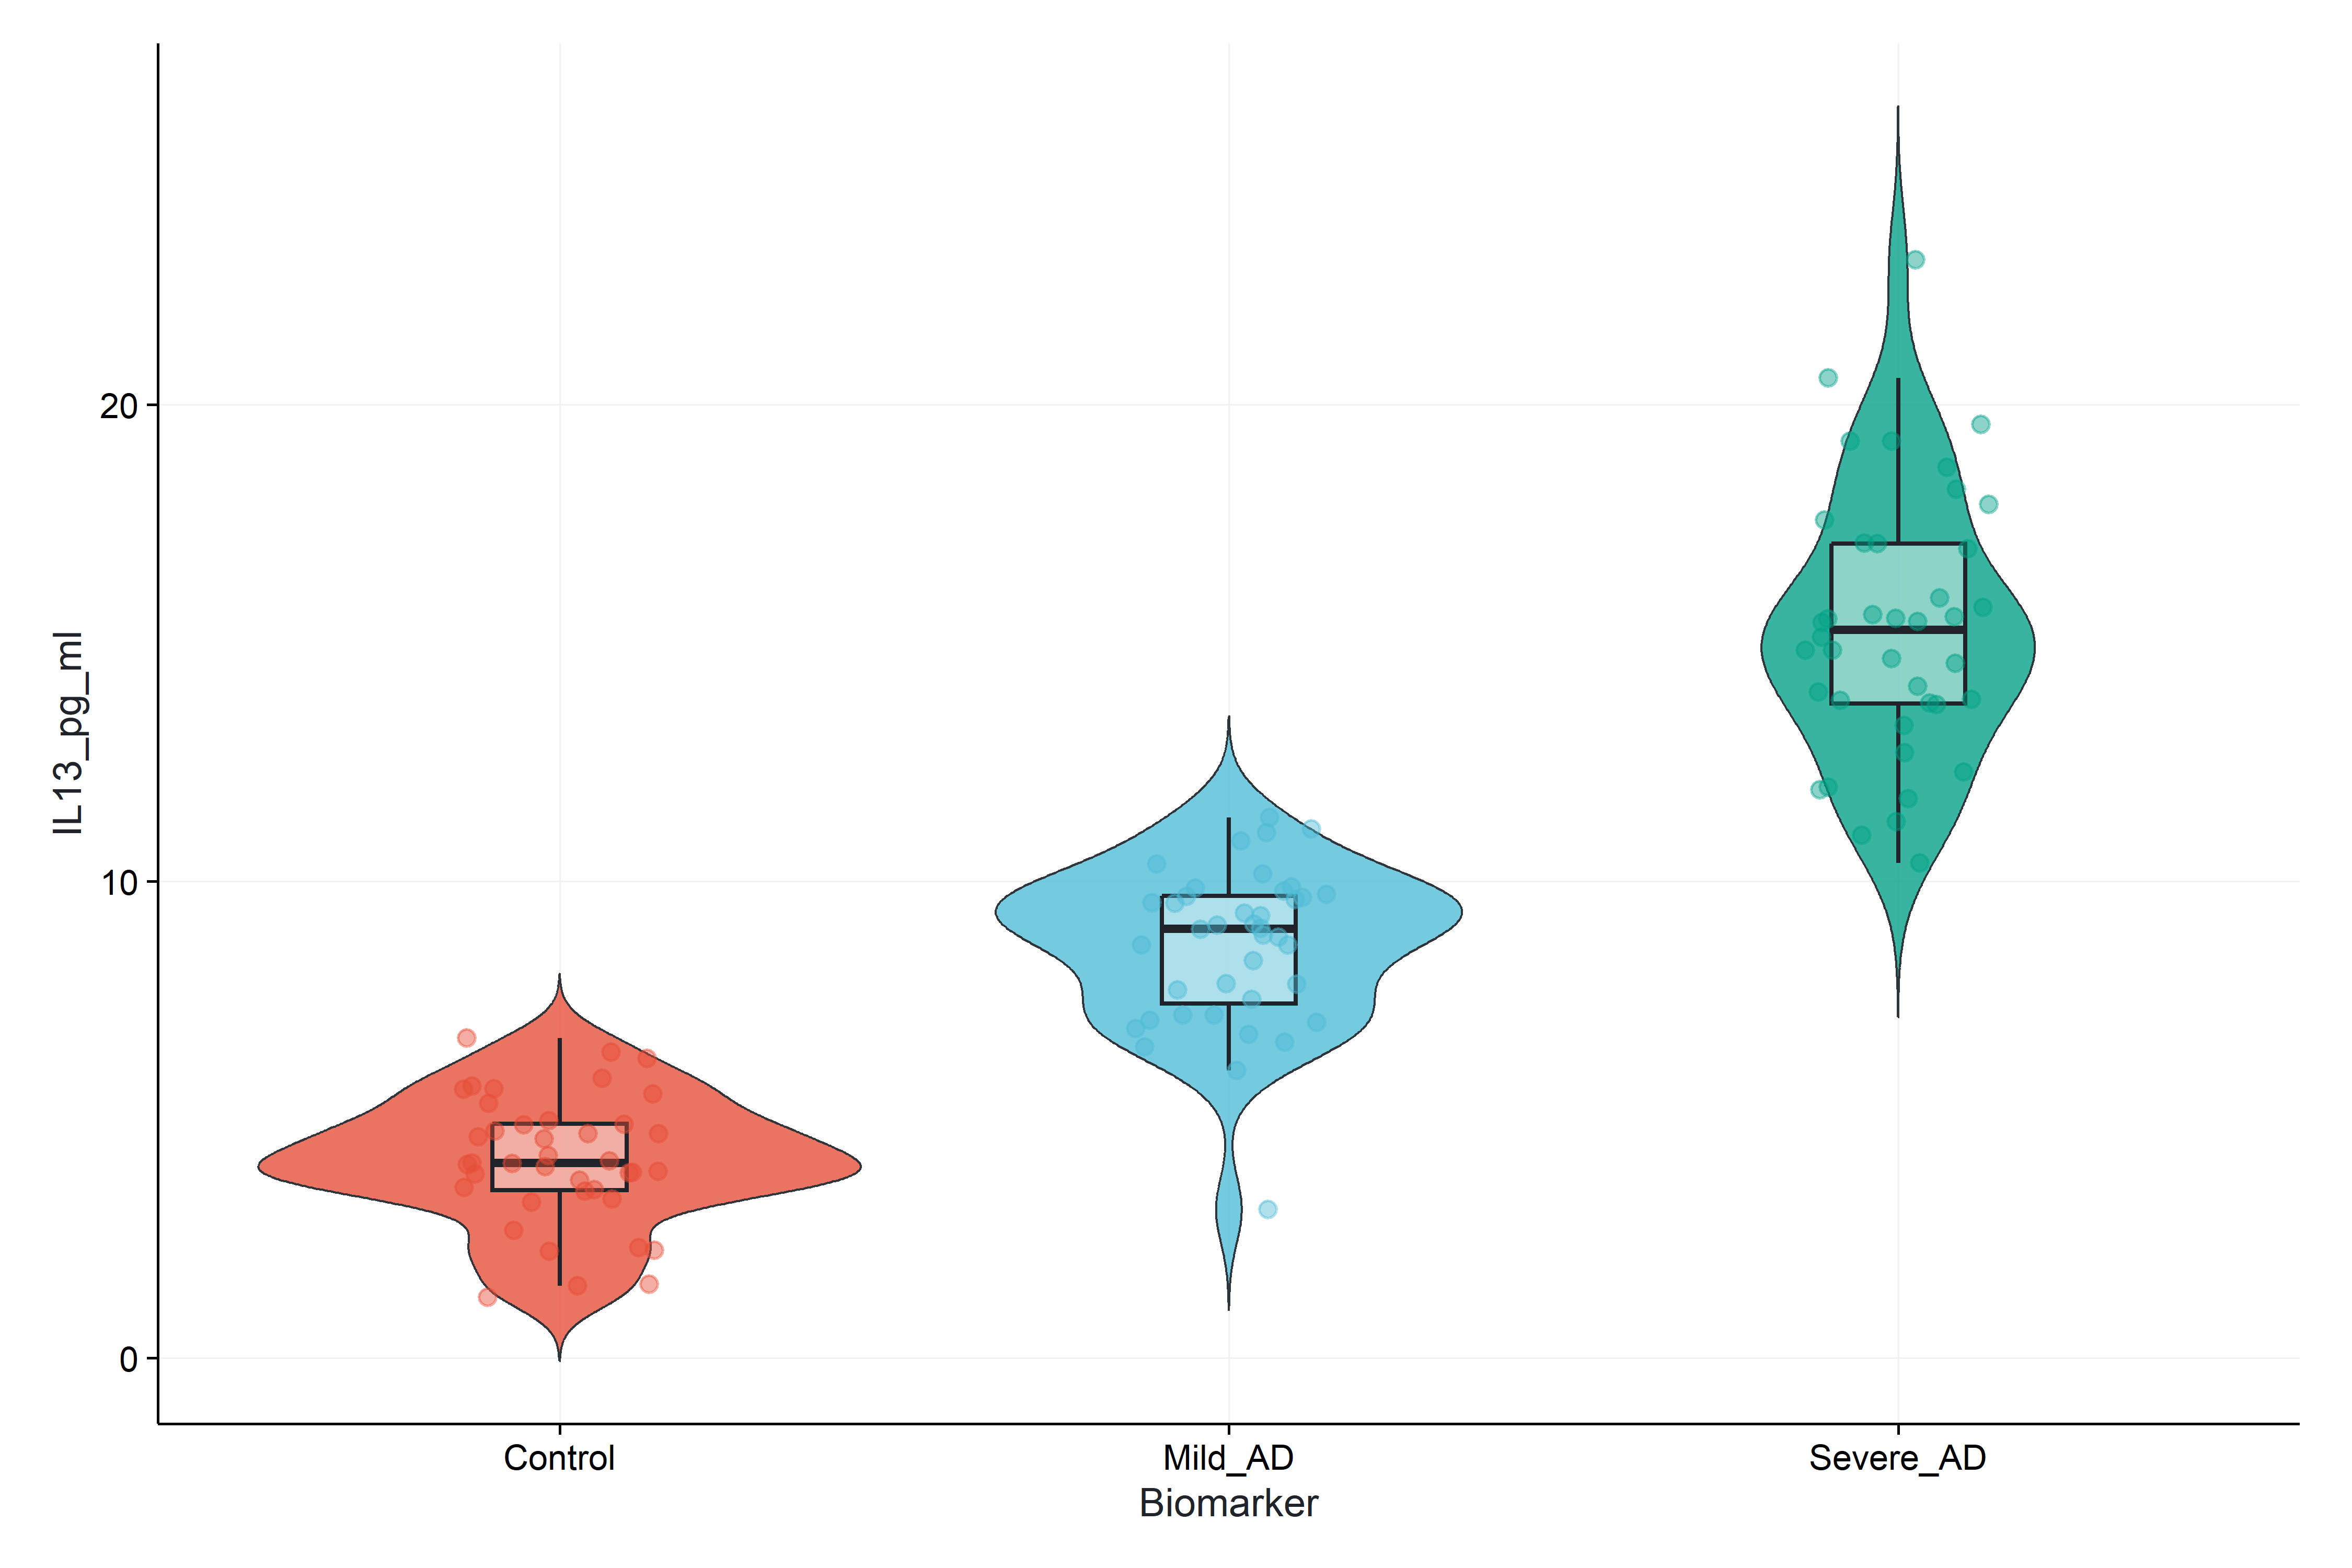 IL13_pg_ml
20
10
0
Control Mild_AD Severe_AD
Biomarker